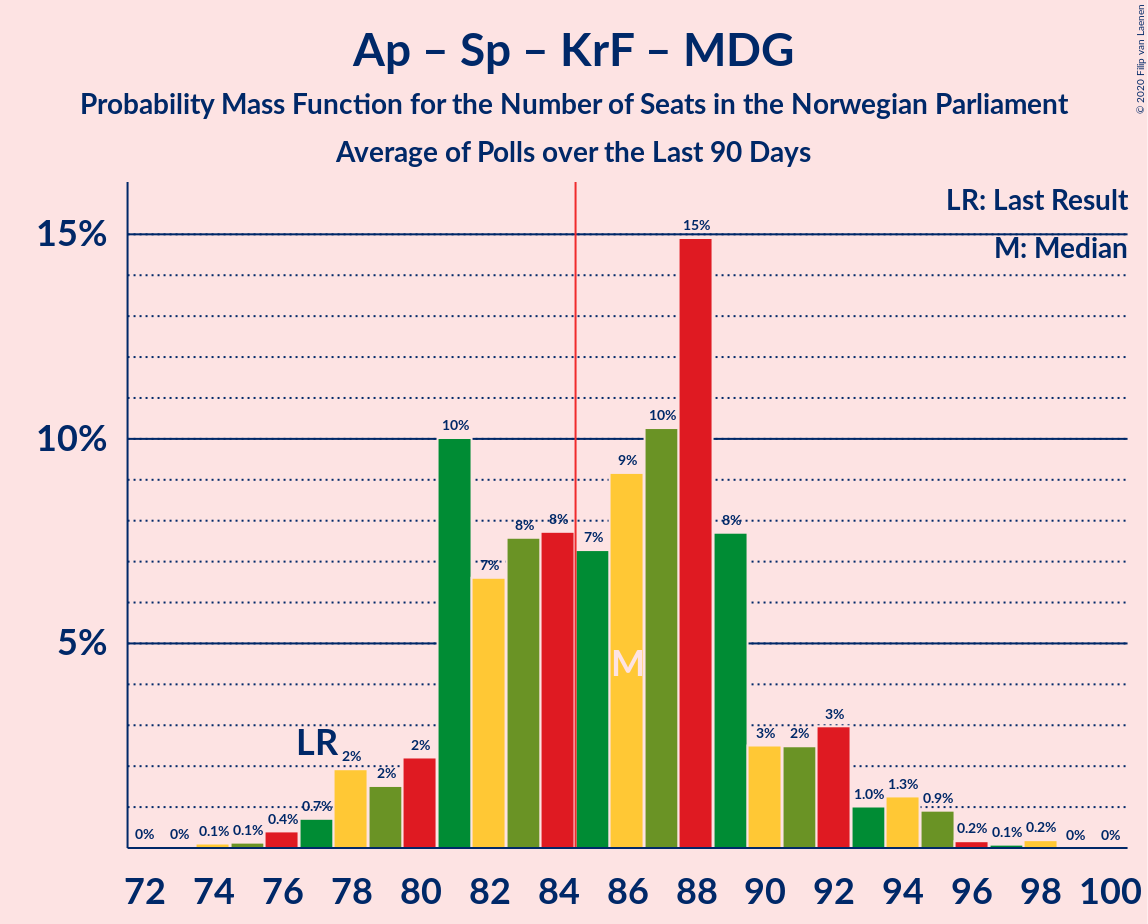 Ap – Sp – KrF – MDG
Probability Mass Function for the Number of Seats in the Norwegian Parliament
Average of Polls over the Last 90 Days
© 2020 Filip van Laenen
LR: Last Result
M: Median
15%
10%
5%
0% 0% 0.1% 0.1% 0.4% 0.7% 2% 2% 2% 10% 7% 8% 8% 7% 9% 10% 15% 8% 3% 2% 3% 1.0% 1.3% 0.9% 0.2% 0.1% 0.2% 0% 0%
LR
M
72 74 76 78 80 82 84 86 88 90 92 94 96 98 100